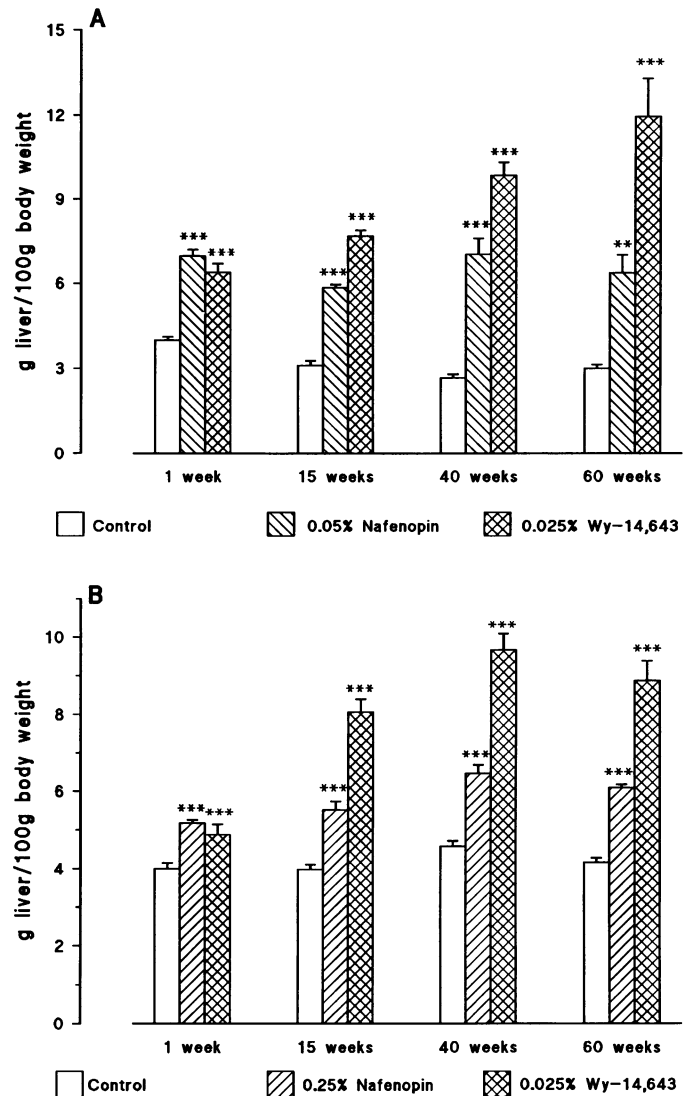 A
15
12
9
6
3
0
g liver/100g body weight
*** ***
*** ***
*** ***
** ***
1 week 15 weeks 40 weeks 60 weeks
Control 0.05% Nafenopin 0.025% Wy-14,643
B
10
8
6
4
2
0
g liver/100g body weight
*** ***
*** ***
*** ***
*** ***
1 week 15 weeks 40 weeks 60 weeks
Control 0.25% Nafenopin 0.025% Wy-14,643